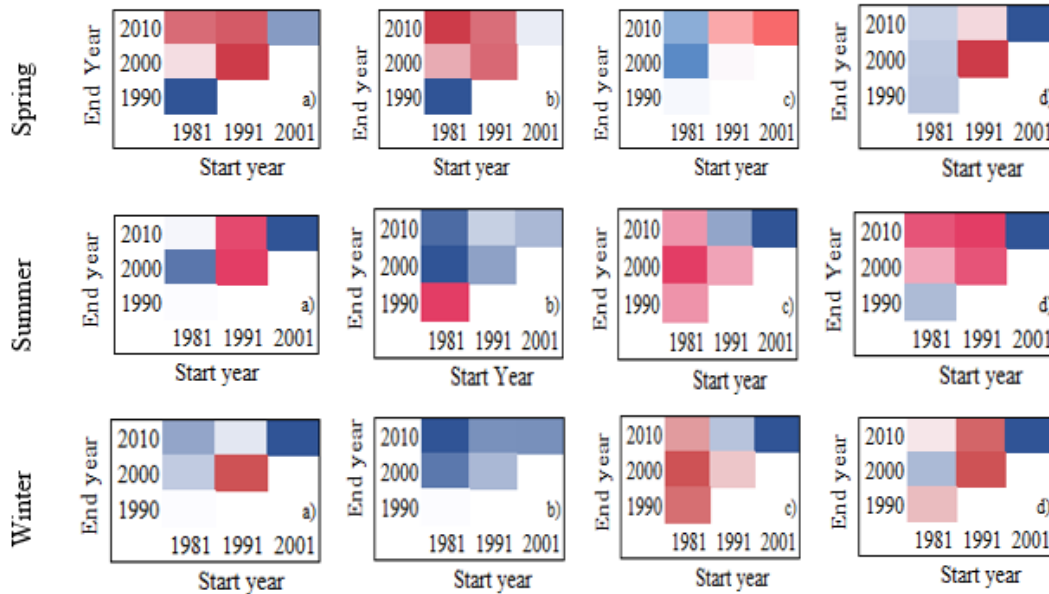 Spring
End Year
2010
2000
1990
a)
1981 1991 2001
Start year
End year
2010
2000
1990
b)
1981 1991 2001
Start year
End year
2010
2000
1990
c)
1981 1991 2001
Start year
End year
2010
2000
1990
d)
1981 1991 2001
Start year
Summer
End year
2010
2000
1990
a)
1981 1991 2001
Start year
End year
2010
2000
1990
b)
1981 1991 2001
Start Year
End year
2010
2000
1990
c)
1981 1991 2001
Start year
End Year
2010
2000
1990
d)
1981 1991 2001
Start year
Winter
End year
2010
2000
1990
a)
1981 1991 2001
Start year
End year
2010
2000
1990
b)
1981 1991 2001
Start year
End year
2010
2000
1990
c)
1981 1991 2001
Start year
End year
2010
2000
1990
d)
1981 1991 2001
Start year